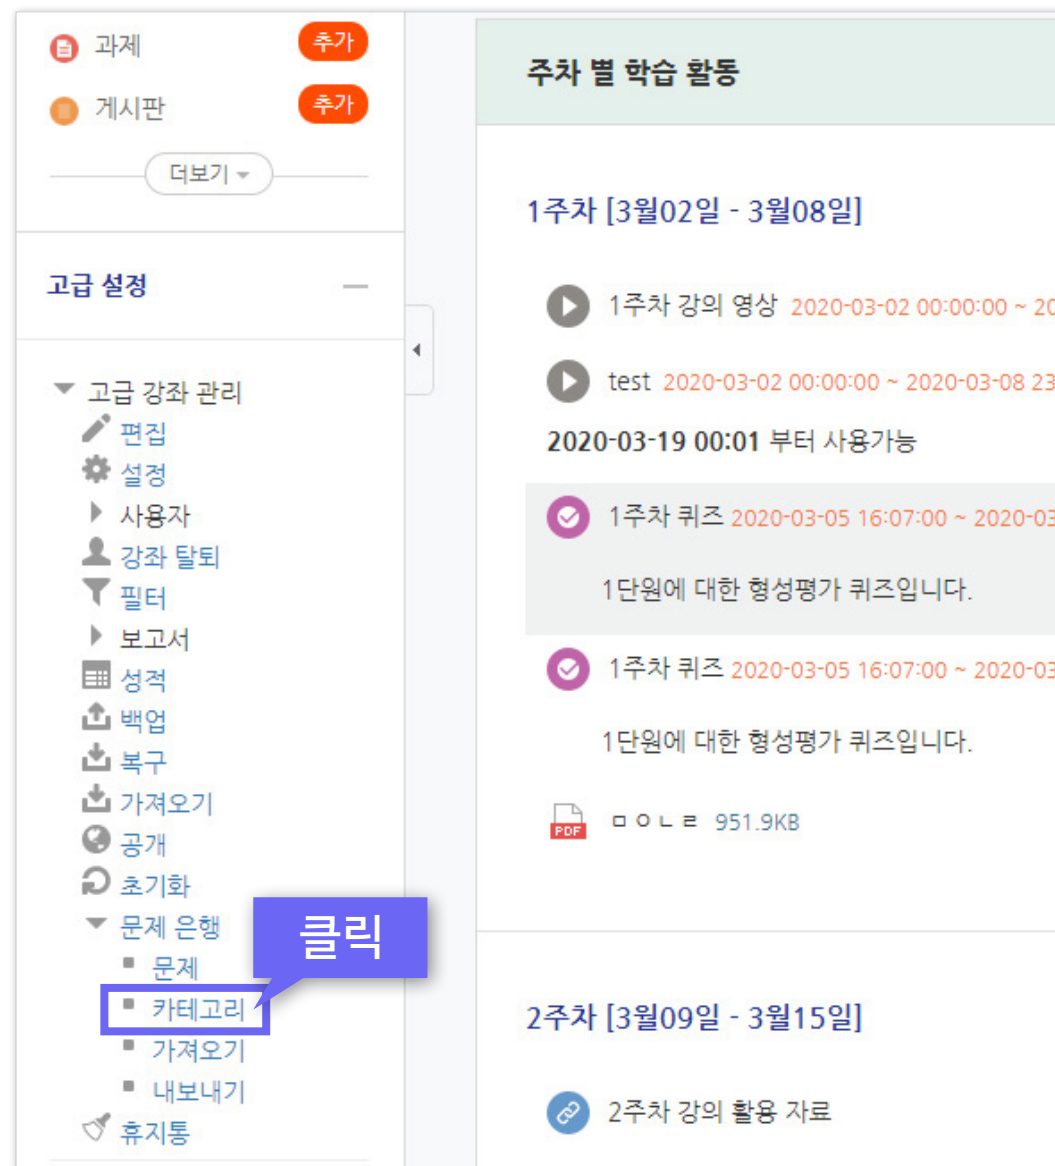 과제 추가
게시판 추가
더보기
고급 설정
고급 강좌 관리
편집
설정
사용자
강좌 탈퇴
필터
보고서
성적
백업
복구
가져오기
공개
초기화
문제 은행
클릭
문제
카테고리
가져오기
내보내기
휴지통
주차 별 학습 활동
1주차 [3월02일 - 3월08일]
1주차 강의 영상 2020-03-02 00:00:00 ~ 20
test 2020-03-02 00:00:00 ~ 2020-03-08 23
2020-03-19 00:01 부터 사용가능
1주차 퀴즈 2020-03-05 16:07:00 ~ 2020-03
1단원에 대한 형성평가 퀴즈입니다.
1주차 퀴즈 2020-03-05 16:07:00 ~ 2020-03
1단원에 대한 형성평가 퀴즈입니다.
PDF ㅁㅇㄴㄹ 951.9KB
2주차 [3월09일 - 3월15일]
2주차 강의 활용 자료